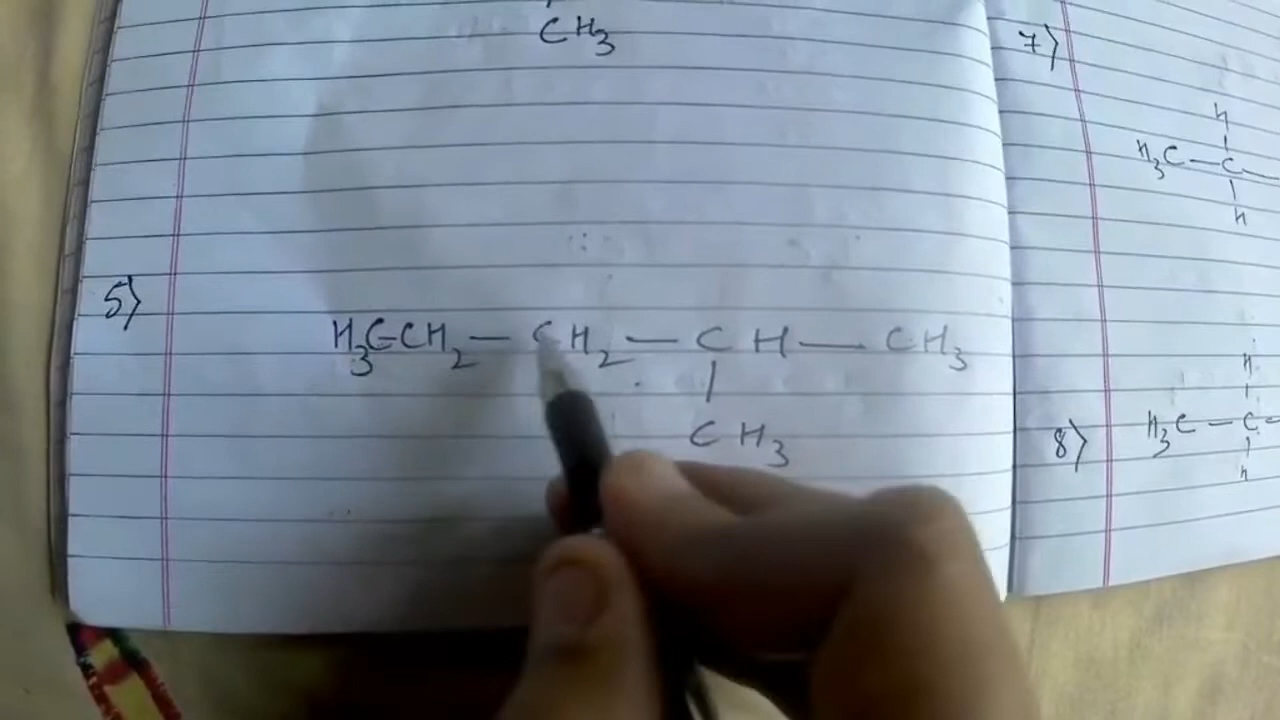 CH3
5)
H3C-CH2—CH2—CH—CH3
|
CH3
7)
H
|
H3C—C—
|
H
8)
H
|
H3C—C—
|
H